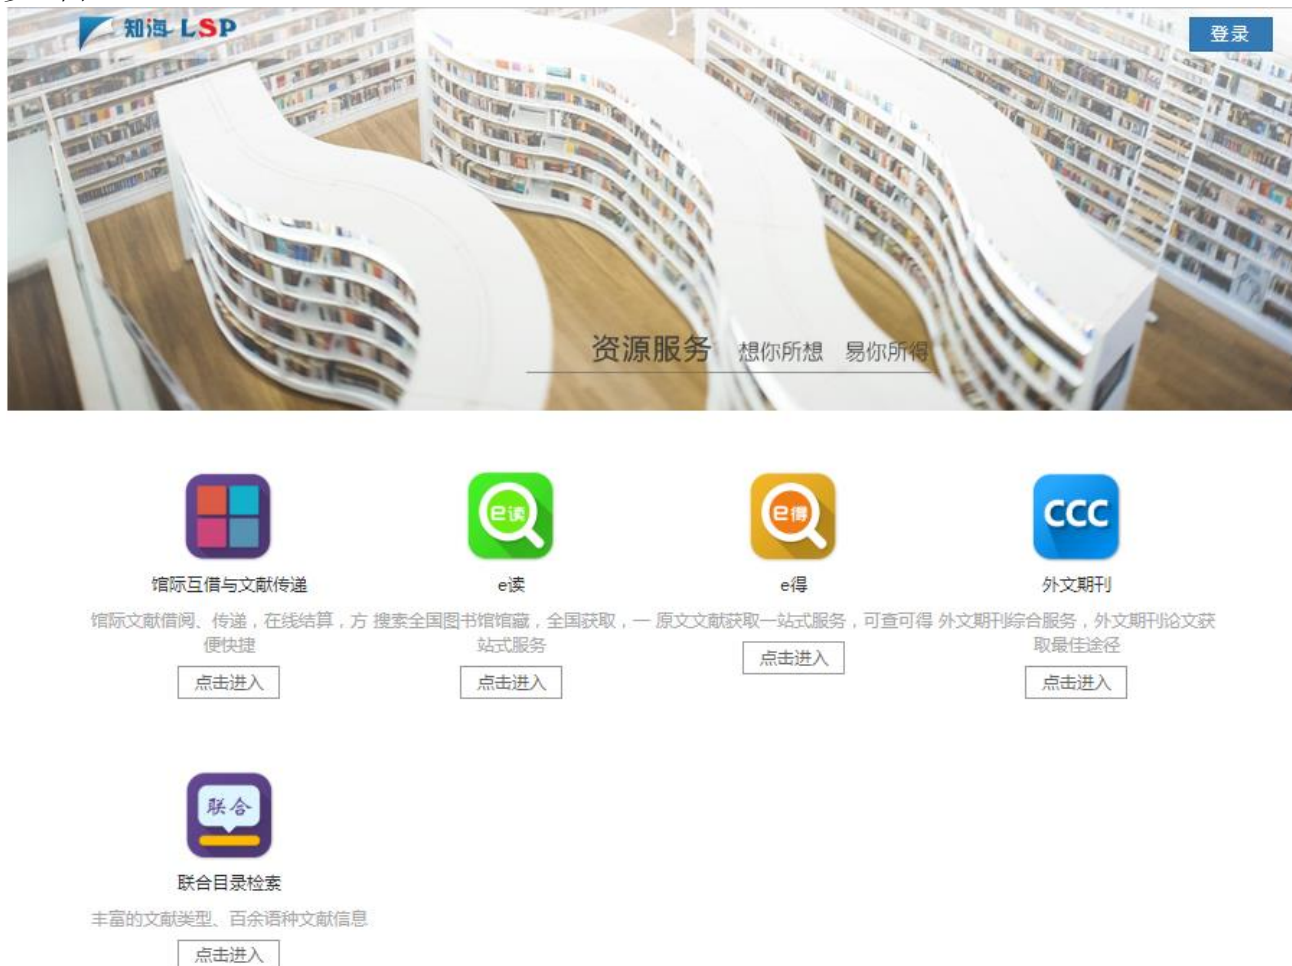 知海 LSP
登录
资源服务 想你所想 易你所得
e读
e得
CCC
馆际互借与文献传递
e读
e得
外文期刊
馆际文献借阅、传递，在线结算，方
便快捷
搜索全国图书馆馆藏，全国获取，一
站式服务
原文文献获取一站式服务，可查可得
外文期刊综合服务，外文期刊论文获
取最佳途径
点击进入
点击进入
点击进入
点击进入
联合
联合目录检索
丰富的文献类型、百余语种文献信息
点击进入